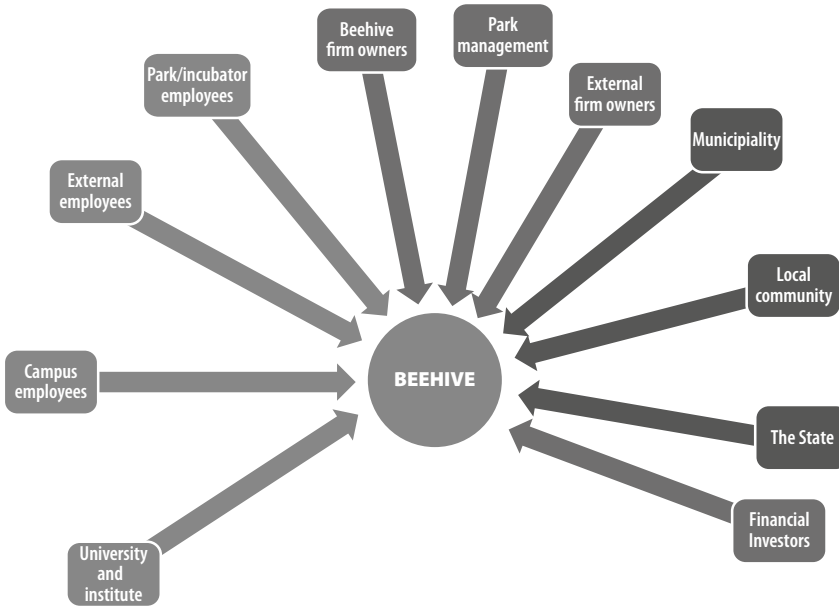 Beehive
firm owners
Park
management
Park/incubator
employees
External
firm owners
Municipiality
External
employees
Local
community
Campus
employees
BEEHIVE
The State
Financial
Investors
University
and
institute